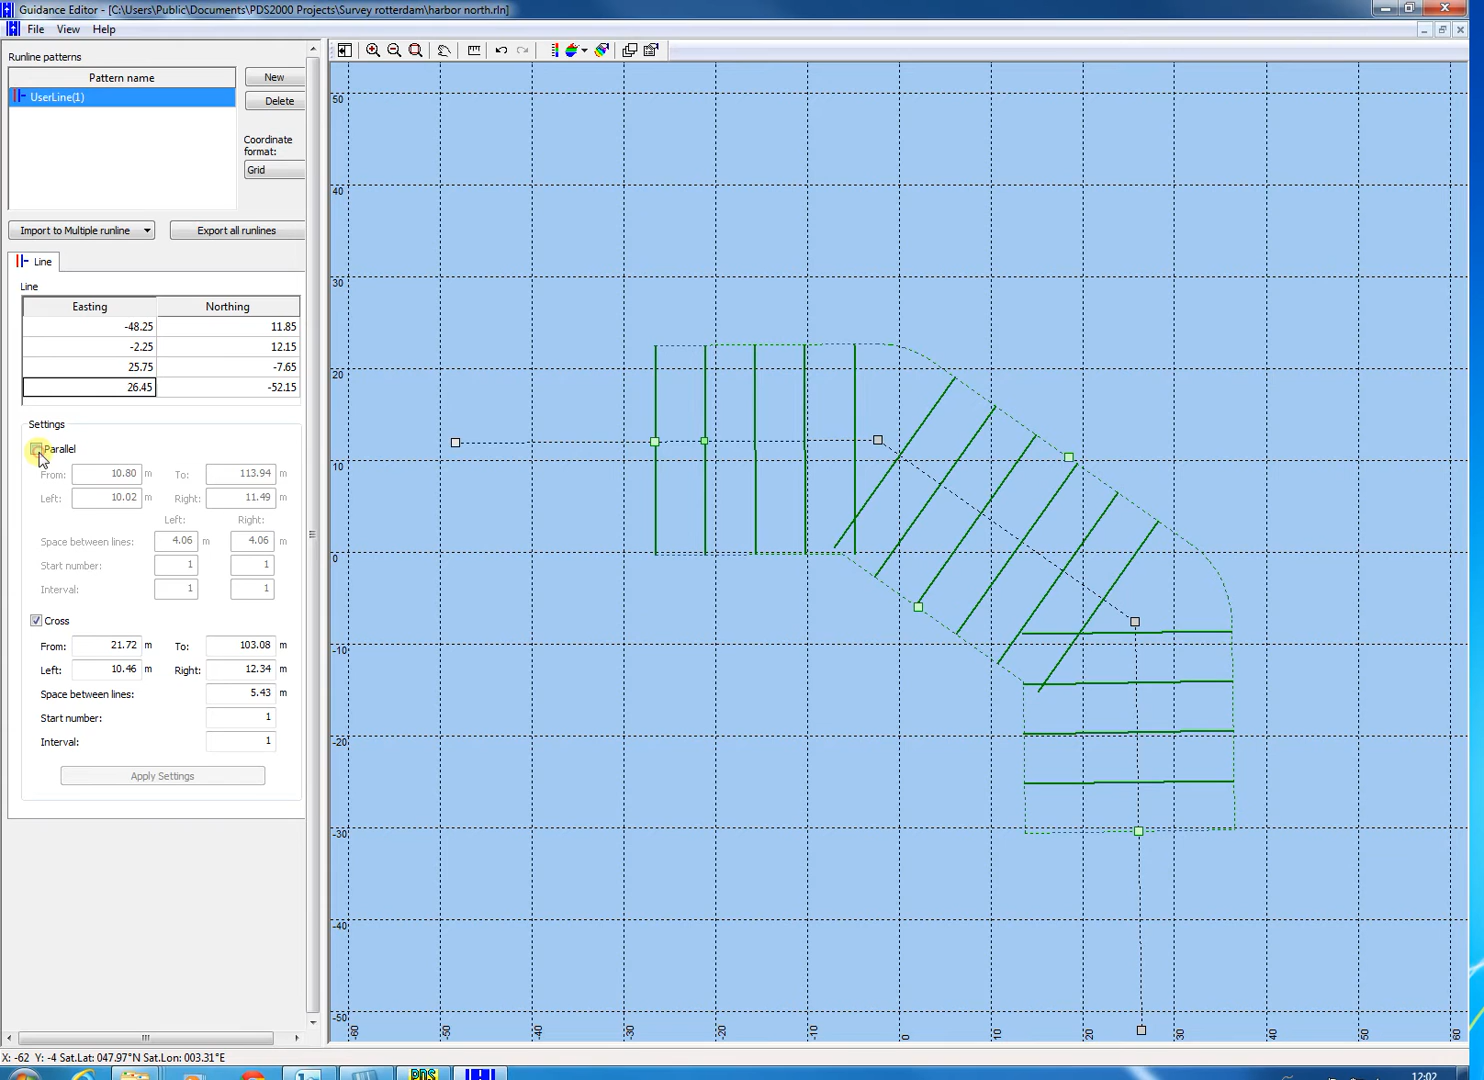 Guidance Editor - [C:\Users\Public\Documents\PDS2000 Projects\Survey rotterdam\harbor north.rln]
File View Help
Runline patterns
Pattern name
New
UserLine(1)
Delete
Coordinate
format:
Grid
Import to Multiple runline
Export all runlines
Line
Line
Easting Northing
-48.25 11.85
-2.25 12.15
25.75 -7.65
26.45 -52.15
Settings
Parallel
From: 10.80 m To: 113.94 m
Left: 10.02 m Right: 11.49 m
Left: Right:
Space between lines: 4.06 m 4.06 m
Start number: 1 1
Interval: 1 1
Cross
From: 21.72 m To: 103.08 m
Left: 10.46 m Right: 12.34 m
Space between lines: 5.43 m
Start number: 1
Interval: 1
Apply Settings
50
40
30
20
10
0
-10
-20
-30
-40
-50
-60 -50 -40 -30 -20 -10 0 10 20 30 40 50 60
X: -62 Y: -4 Sat.Lat: 047.97°N Sat.Lon: 003.31°E
PDS
12:02